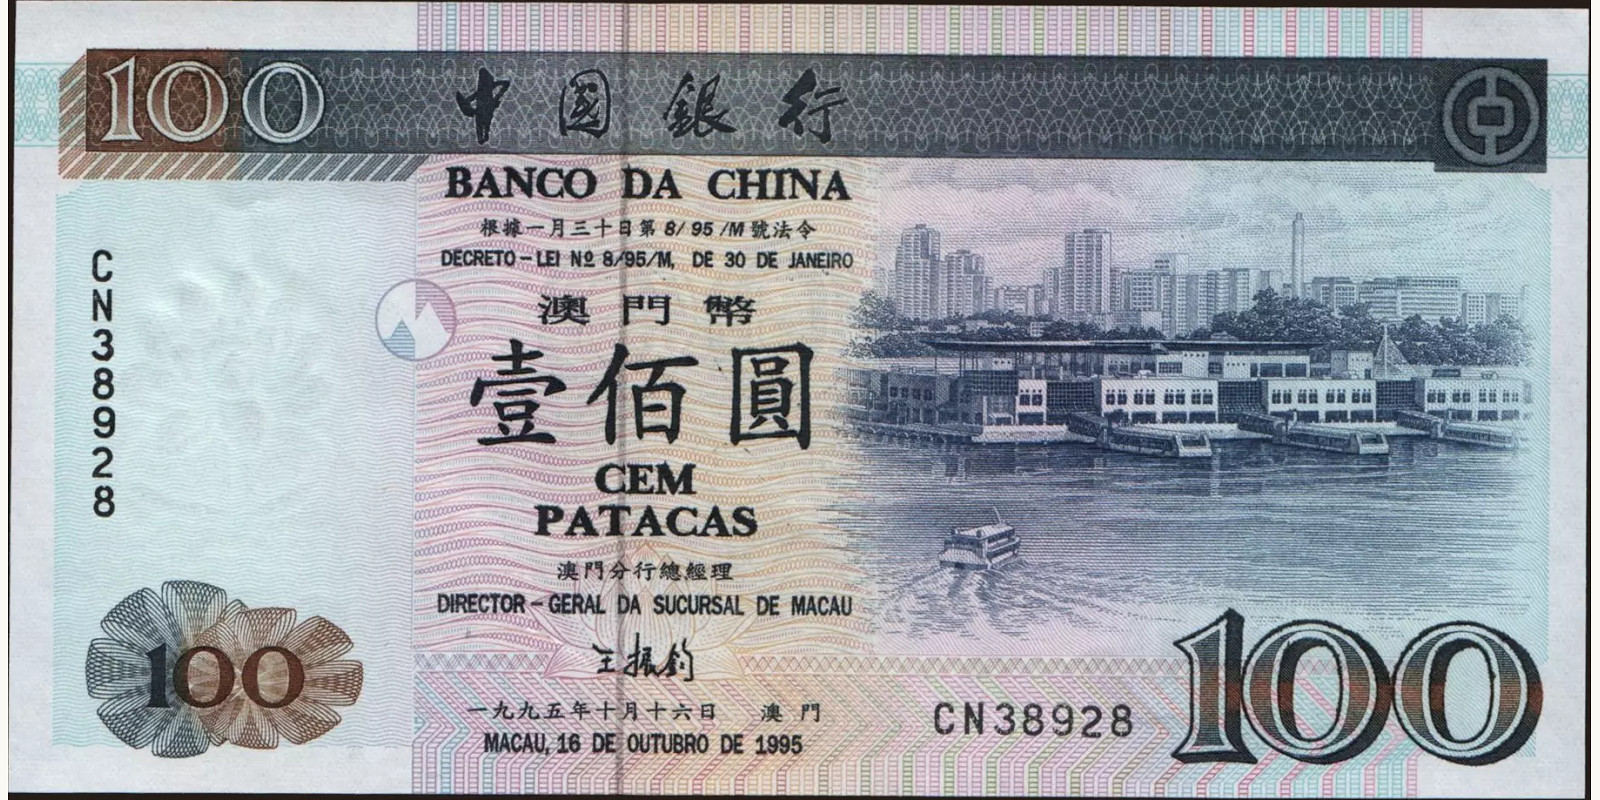 100 中國銀行
BANCO DA CHINA
根據一月三十日第 8/95/M 號法令
DECRETO-LEI Nº 8/95/M, DE 30 DE JANEIRO
澳門幣
壹佰圓
CEM
PATACAS
澳門分行總經理
DIRECTOR-GERAL DA SUCURSAL DE MACAU
王振鈞
一九九五年十月十六日 澳門
MACAU, 16 DE OUTUBRO DE 1995
CN38928
100
CN38928
100